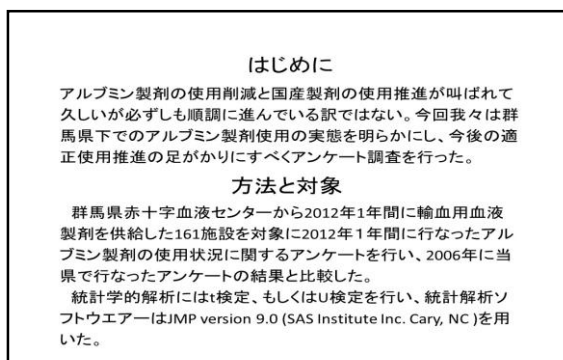 はじめに
アルブミン製剤の使用削減と国産製剤の使用推進が叫ばれて
久しいが必ずしも順調に進んでいる訳ではない。今回我々は群
馬県下でのアルブミン製剤使用の実態を明らかにし、今後の適
正使用推進の足がかりにすべくアンケート調査を行った。
方法と対象
群馬県赤十字血液センターから2012年1年間に輸血用血液
製剤を供給した161施設を対象に2012年1年間に行なったアル
ブミン製剤の使用状況に関するアンケートを行い、2006年に当
県で行なったアンケートの結果と比較した。
統計学的解析にはt検定、もしくはU検定を行い、統計解析ソ
フトウエアーはJMP version 9.0 (SAS Institute Inc. Cary, NC )を用
いた。